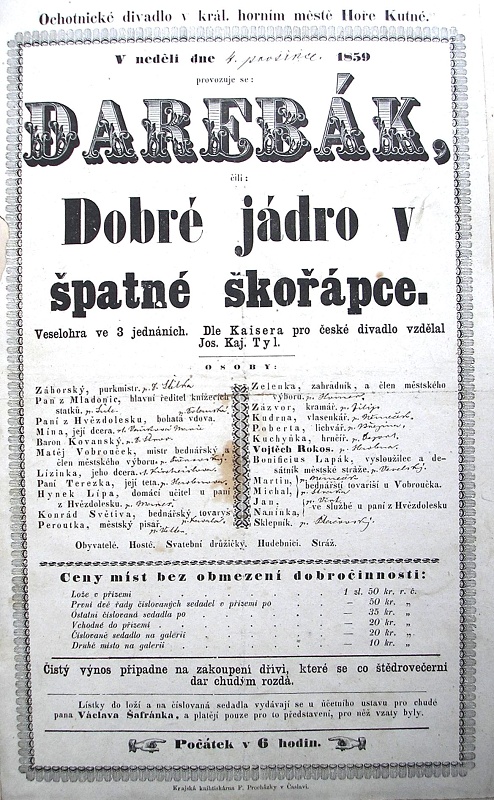 Ochotnické divadlo v král. horním městě Hoře Kutné.
V neděli dne 4. prosince. 1859
provozuje se:
DAREBÁK,
čili:
Dobré jádro v
špatné škořápce.
Veselohra ve 3 jednáních. Dle Kaisera pro české divadlo vzdělal
Jos. Kaj. Tyl.
OSOBY:
Záhorský, purkmistr.
Pan z Mladonic, hlavní ředitel knížecích
statků.
Paní z Hvězdolesku, bohatá vdova.
Mína, její dcera.
Baron Kovanský.
Matěj Vobrouček, mistr bednářský a
člen městského výboru.
Lizinka, jeho dcera.
Paní Terezka, její teta.
Hynek Lípa, domácí učitel u paní
z Hvězdolesku.
Konrád Světiva, bednářský tovaryš
Peroutka, městský písař.
Zelenka, zahradník, a člen městského
výboru.
Zázvor, kramář.
Kudrna, vlasenkář.
Poberta, lichvář.
Kuchyňka, hrnčíř.
Vojtěch Rokos.
Bonificius Lapák, vysloužilec a de-
sátník městské stráže.
Martin,
Michal, bednářští tovaryši u Vobroučka.
Jan,
Naninka, ve službě u paní z Hvězdolesku
Sklepník.
Obyvatelé. Hosté. Svatební družičky. Hudebníci. Stráž.
Ceny míst bez obmezení dobročinnosti:
Lože v přízemí . . . 1 zl. 50 kr. r. č.
První dvě řady číslovaných sedadel v přízemí po . . . — 50 kr. „
Ostatní číslovaná sedadla po . . . — 35 kr. „
Vchodné do přízemí . . . — 20 kr. „
Číslované sedadlo na galerii . . . — 20 kr. „
Druhé místo na galerii . . . — 10 kr. „
Čistý výnos připadne na zakoupení dříví, které se co štědrovečerní
dar chudým rozdá.
Lístky do loží a na číslovaná sedadla vydávají se u účetního ustavu pro chudé
pana Václava Šafránka, a platějí pouze pro to představení, pro něž vzaty byly.
Počátek v 6 hodin.
Krajská knihtiskárna F. Procházky v Čáslavi.